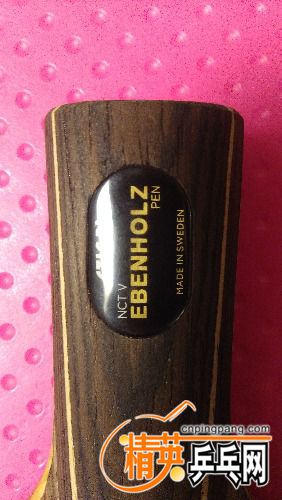 NCT V
EBENHOLZ
PEN
MADE IN SWEDEN
cnpingpang.com
精英乒乓网